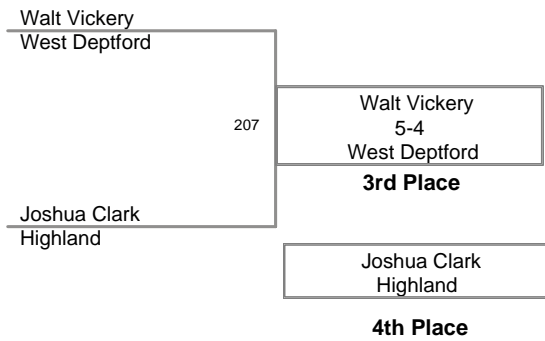 Walt Vickery
West Deptford
207
Walt Vickery
5-4
West Deptford
3rd Place
Joshua Clark
Highland
Joshua Clark
Highland
4th Place